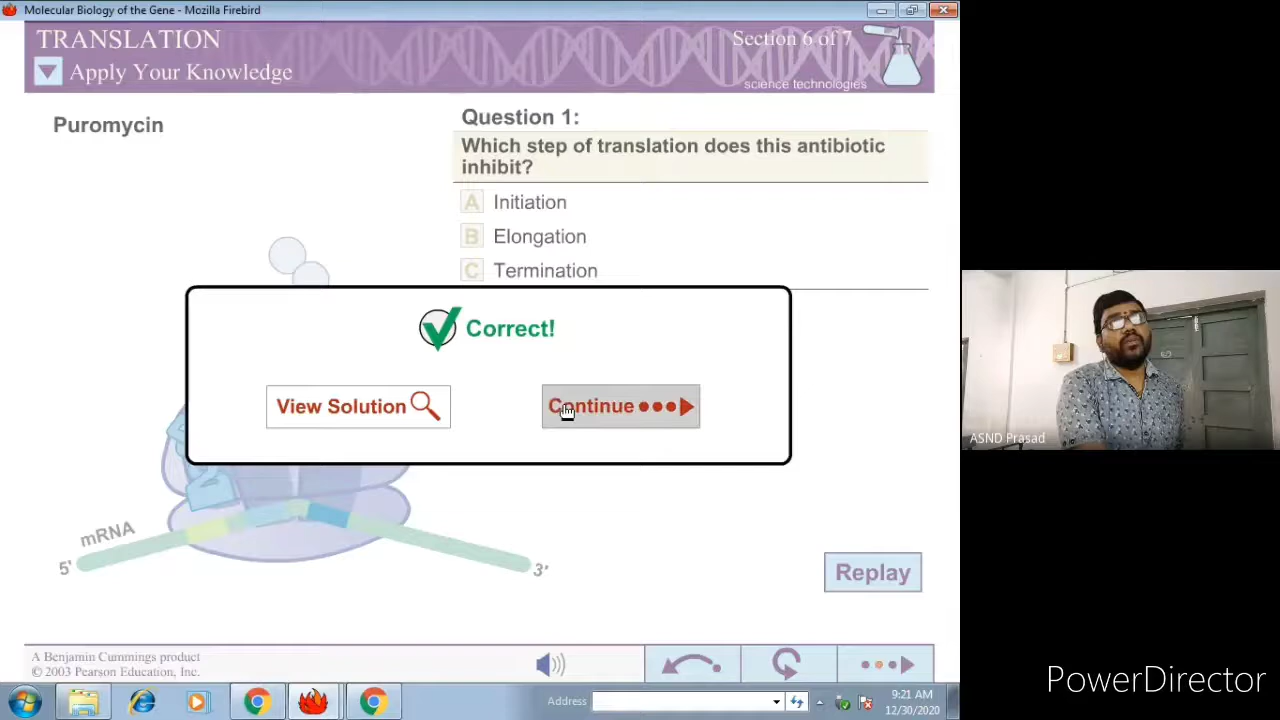 Molecular Biology of the Gene - Mozilla Firebird
TRANSLATION
Section 6 of 7
Apply Your Knowledge
science technologies
Puromycin
Question 1:
Which step of translation does this antibiotic
inhibit?
A Initiation
B Elongation
C Termination
Correct!
View Solution
Continue
mRNA
5'
3'
Replay
A Benjamin Cummings product
© 2003 Pearson Education, Inc.
Address
9:21 AM
12/30/2020
ASND Prasad
PowerDirector